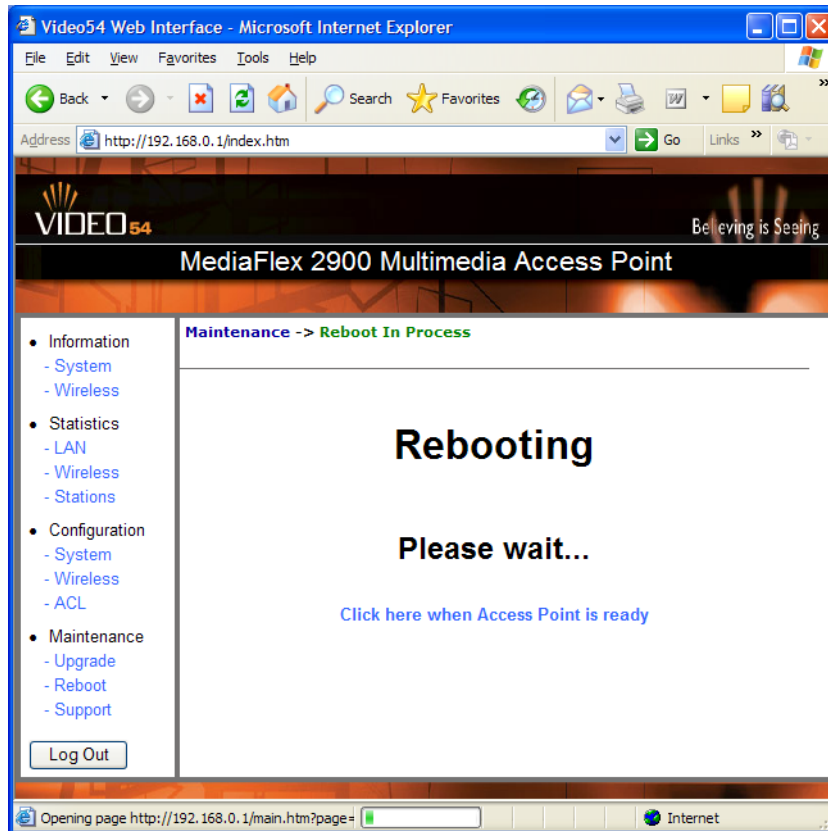 Video54 Web Interface - Microsoft Internet Explorer
File Edit View Favorites Tools Help
Back Search Favorites W »
Address http://192.168.0.1/index.htm Go Links »
VIDEO54 Believing is Seeing
MediaFlex 2900 Multimedia Access Point
Maintenance -> Reboot In Process
• Information
- System
- Wireless
• Statistics
- LAN
- Wireless
- Stations
• Configuration
- System
- Wireless
- ACL
• Maintenance
- Upgrade
- Reboot
- Support
Log Out
Rebooting
Please wait...
Click here when Access Point is ready
Opening page http://192.168.0.1/main.htm?page= Internet